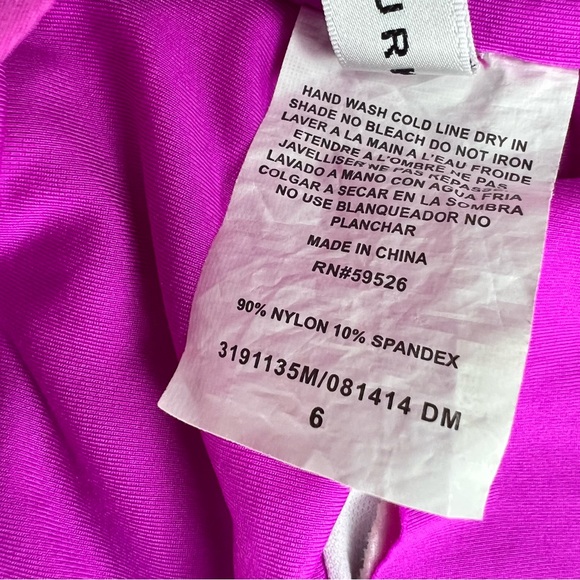 URV
HAND WASH COLD LINE DRY IN
SHADE NO BLEACH DO NOT IRON
LAVER A LA MAIN A L'EAU FROIDE
ETENDRE A L'OMBRE NE PAS
JAVELLISER NE PAS REPASSER
LAVADO A MANO CON AGUA FRIA
COLGAR A SECAR EN LA SOMBRA
NO USE BLANQUEADOR NO
PLANCHAR
MADE IN CHINA
RN#59526
90% NYLON 10% SPANDEX
3191135M/081414 DM
6